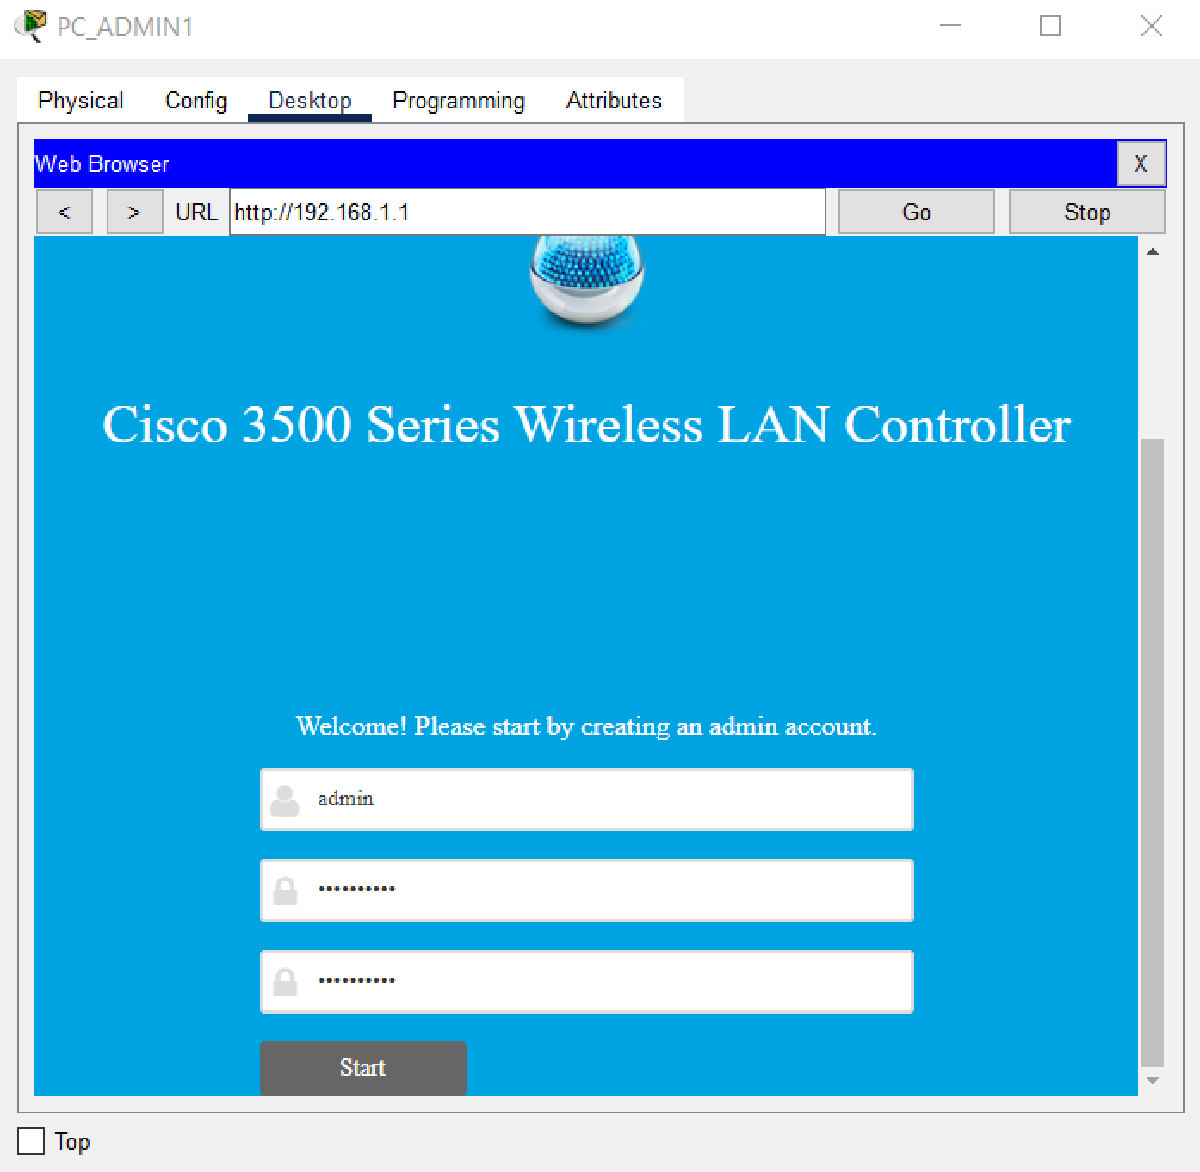 PC_ADMIN1
Physical Config Desktop Programming Attributes
Web Browser X
< > URL http://192.168.1.1 Go Stop
Cisco 3500 Series Wireless LAN Controller
Welcome! Please start by creating an admin account.
admin
••••••••••
••••••••••
Start
Top